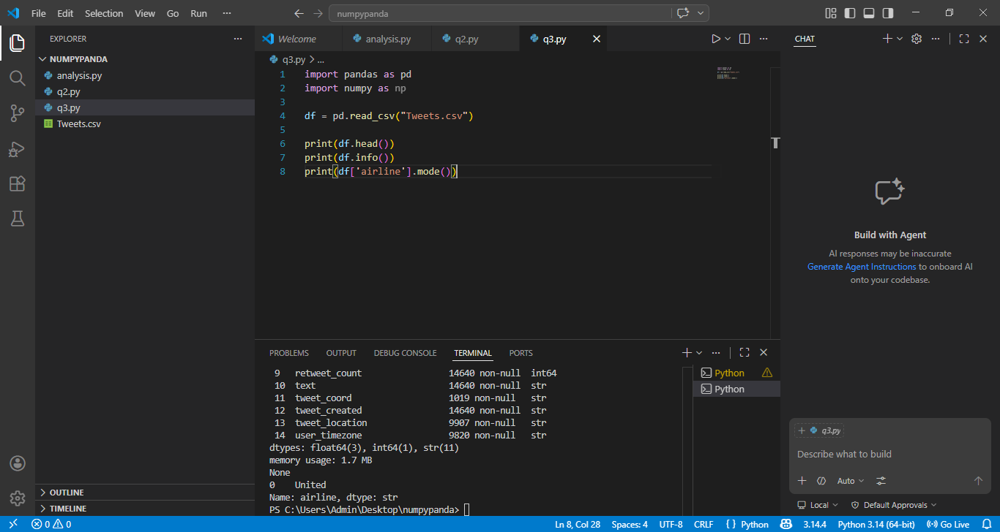 File Edit Selection View Go Run ···
numpypanda
EXPLORER ···
NUMPYPANDA
analysis.py
q2.py
q3.py
Tweets.csv
OUTLINE
TIMELINE
Welcome analysis.py q2.py q3.py
q3.py > ...
1 import pandas as pd
2 import numpy as np
3
4 df = pd.read_csv("Tweets.csv")
5
6 print(df.head())
7 print(df.info())
8 print(df['airline'].mode())
PROBLEMS OUTPUT DEBUG CONSOLE TERMINAL PORTS
9 retweet_count 14640 non-null int64
10 text 14640 non-null str
11 tweet_coord 1019 non-null str
12 tweet_created 14640 non-null str
13 tweet_location 9907 non-null str
14 user_timezone 9820 non-null str
dtypes: float64(3), int64(1), str(11)
memory usage: 1.7 MB
None
0 United
Name: airline, dtype: str
PS C:\Users\Admin\Desktop\numpypanda>
Python
Python
CHAT
Build with Agent
AI responses may be inaccurate
Generate Agent Instructions to onboard AI
onto your codebase.
q3.py
Describe what to build
Auto
Local Default Approvals
0 0 Ln 8, Col 28 Spaces: 4 UTF-8 CRLF { } Python 3.14.4 Python 3.14 (64-bit) Go Live